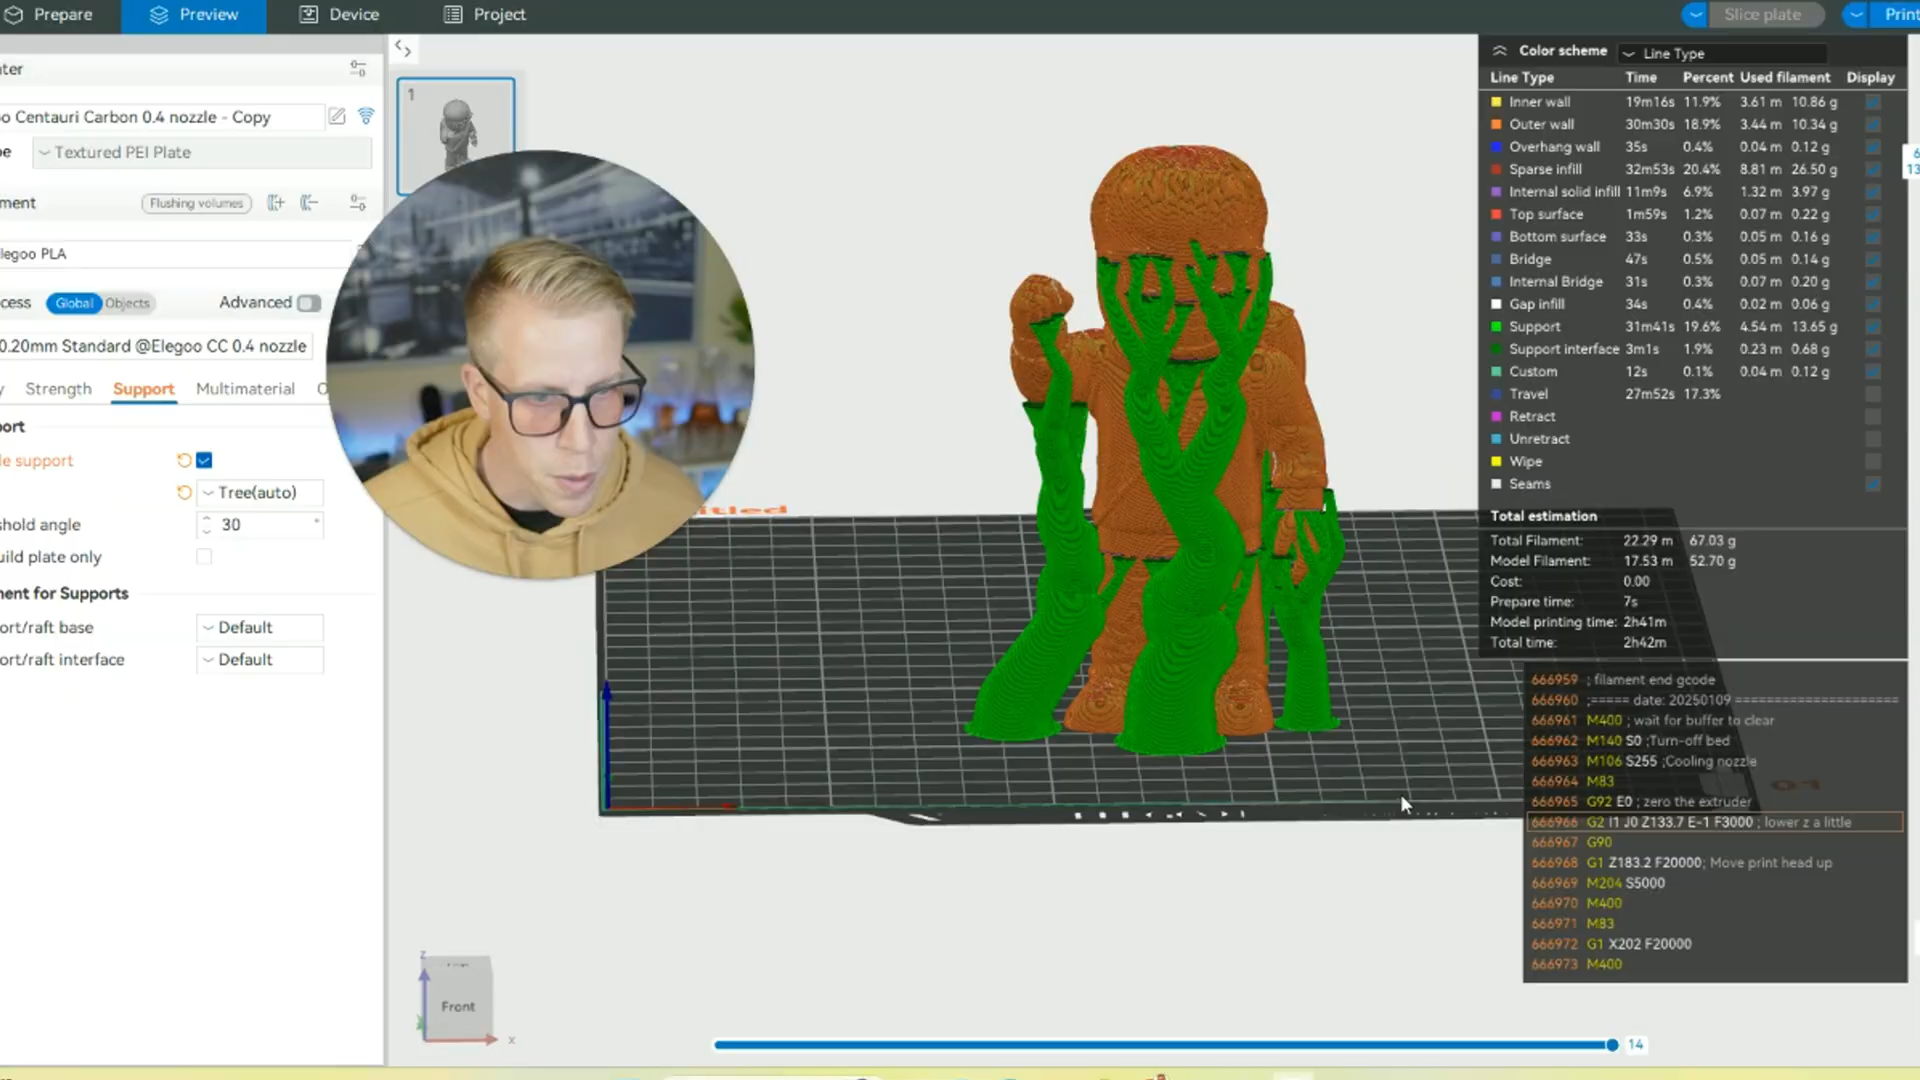 Prepare
Preview
Device
Project
Slice plate
Print
ter
o Centauri Carbon 0.4 nozzle - Copy
pe
Textured PEI Plate
ment
Flushing volumes
legoo PLA
cess
Global
Objects
Advanced
0.20mm Standard @Elegoo CC 0.4 nozzle
y
Strength
Support
Multimaterial
O
ort
le support
Tree(auto)
shold angle
30
°
uild plate only
ment for Supports
ort/raft base
Default
ort/raft interface
Default
1
titled
01
Color scheme
Line Type
Line Type Time Percent Used filament Display
Inner wall 19m16s 11.9% 3.61 m 10.86 g
Outer wall 30m30s 18.9% 3.44 m 10.34 g
Overhang wall 35s 0.4% 0.04 m 0.12 g
Sparse infill 32m53s 20.4% 8.81 m 26.50 g
Internal solid infill 11m9s 6.9% 1.32 m 3.97 g
Top surface 1m59s 1.2% 0.07 m 0.22 g
Bottom surface 33s 0.3% 0.05 m 0.16 g
Bridge 47s 0.5% 0.05 m 0.14 g
Internal Bridge 31s 0.3% 0.07 m 0.20 g
Gap infill 34s 0.4% 0.02 m 0.06 g
Support 31m41s 19.6% 4.54 m 13.65 g
Support interface 3m1s 1.9% 0.23 m 0.68 g
Custom 12s 0.1% 0.04 m 0.12 g
Travel 27m52s 17.3%
Retract
Unretract
Wipe
Seams
Total estimation
Total Filament: 22.29 m 67.03 g
Model Filament: 17.53 m 52.70 g
Cost: 0.00
Prepare time: 7s
Model printing time: 2h41m
Total time: 2h42m
6
13
666959 ; filament end gcode
666960 ;===== date: 20250109 =====================
666961 M400 ; wait for buffer to clear
666962 M140 S0 ;Turn-off bed
666963 M106 S255 ;Cooling nozzle
666964 M83
666965 G92 E0 ; zero the extruder
666966 G2 I1 J0 Z133.7 E-1 F3000 ; lower z a little
666967 G90
666968 G1 Z183.2 F20000; Move print head up
666969 M204 S5000
666970 M400
666971 M83
666972 G1 X202 F20000
666973 M400
z
Front
x
14